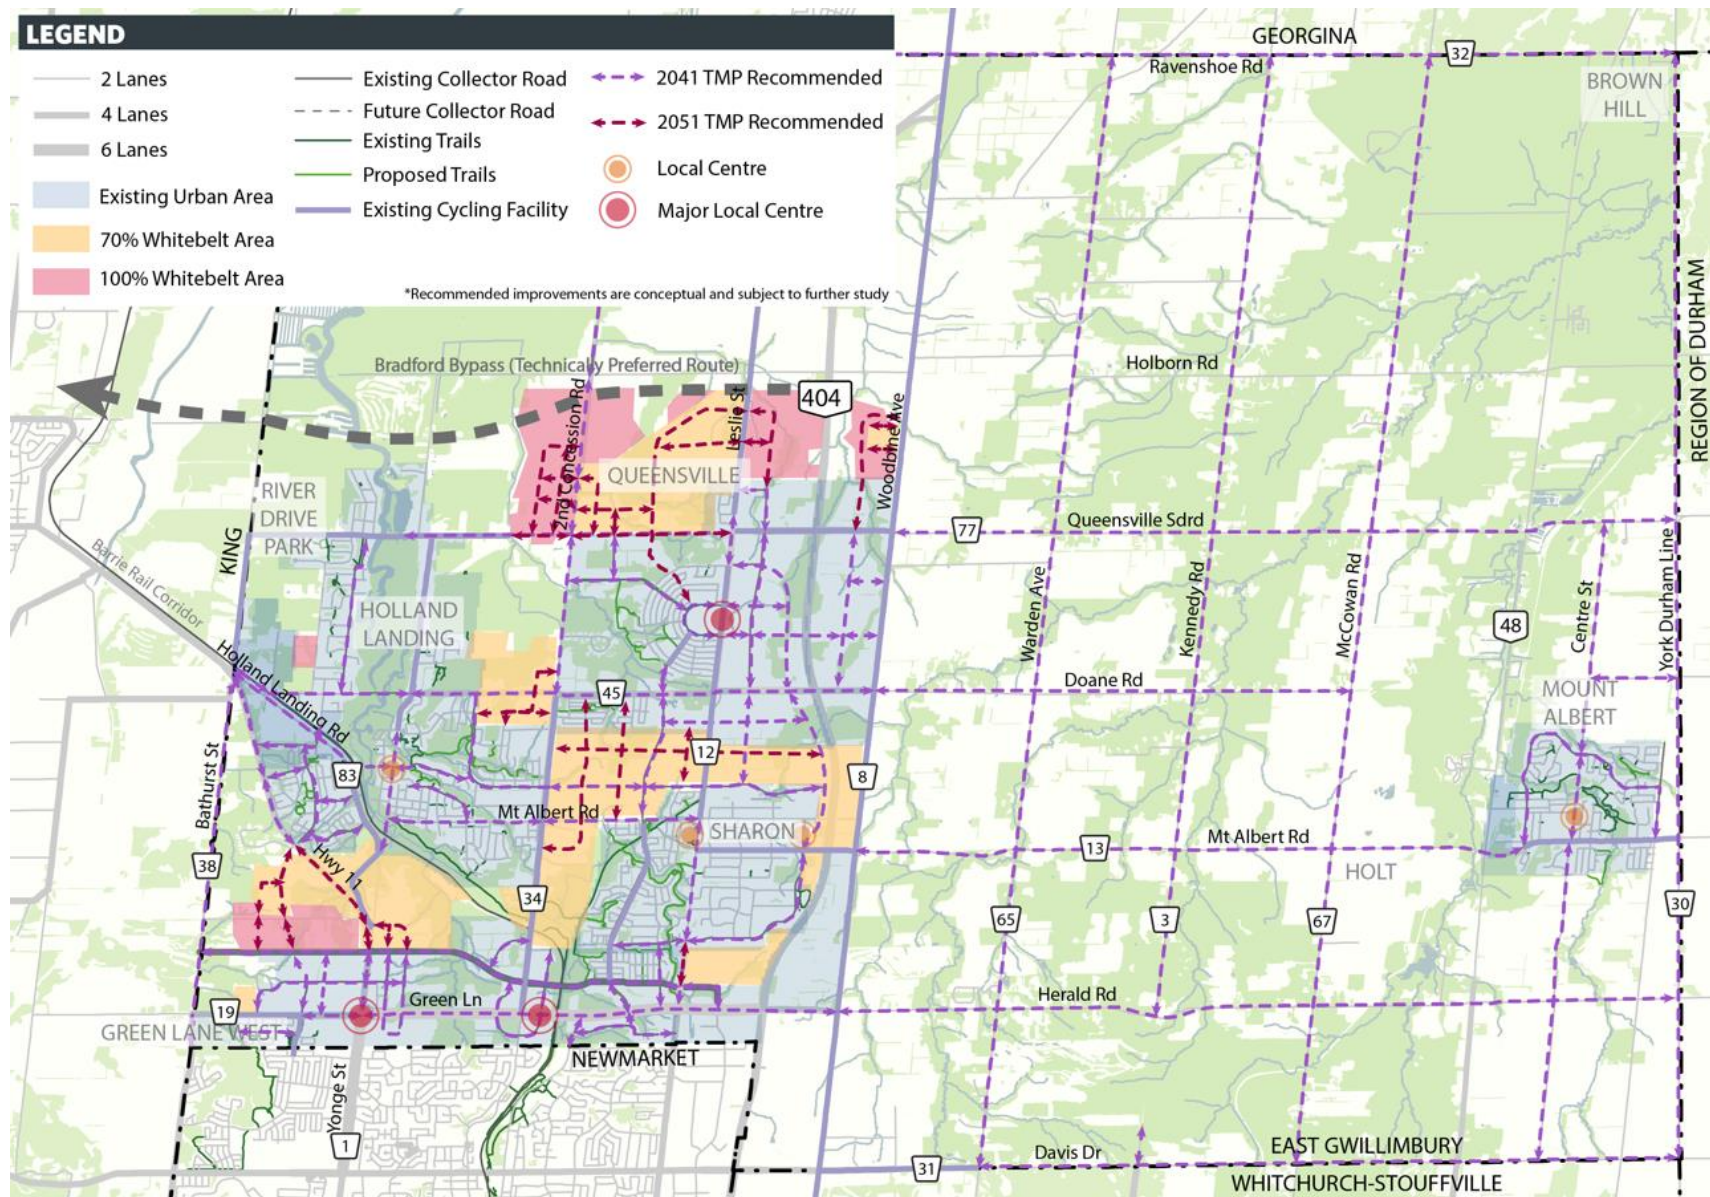 LEGEND
2 Lanes
4 Lanes
6 Lanes
Existing Urban Area
70% Whitebelt Area
100% Whitebelt Area
Existing Collector Road
Future Collector Road
Existing Trails
Proposed Trails
Existing Cycling Facility
2041 TMP Recommended
2051 TMP Recommended
Local Centre
Major Local Centre
*Recommended improvements are conceptual and subject to further study
GEORGINA
32
Ravenshoe Rd
BROWN
HILL
REGION OF DURHAM
Holborn Rd
Bradford Bypass (Technically Preferred Route)
404
2nd Concession Rd
Leslie St
Woodbine Ave
QUEENSVILLE
RIVER
DRIVE
PARK
KING
Barrie Rail Corridor
77
Queensville Sdrd
HOLLAND
LANDING
Holland Landing Rd
Warden Ave
Kennedy Rd
McCowan Rd
48
Centre St
York Durham Line
45
Doane Rd
MOUNT
ALBERT
12
8
83
Bathurst St
Mt Albert Rd
SHARON
13
Mt Albert Rd
HOLT
38
Hwy 11
34
65
3
67
30
19
Green Ln
Herald Rd
GREEN LANE WEST
NEWMARKET
Yonge St
1
31
Davis Dr
EAST GWILLIMBURY
WHITCHURCH-STOUFFVILLE